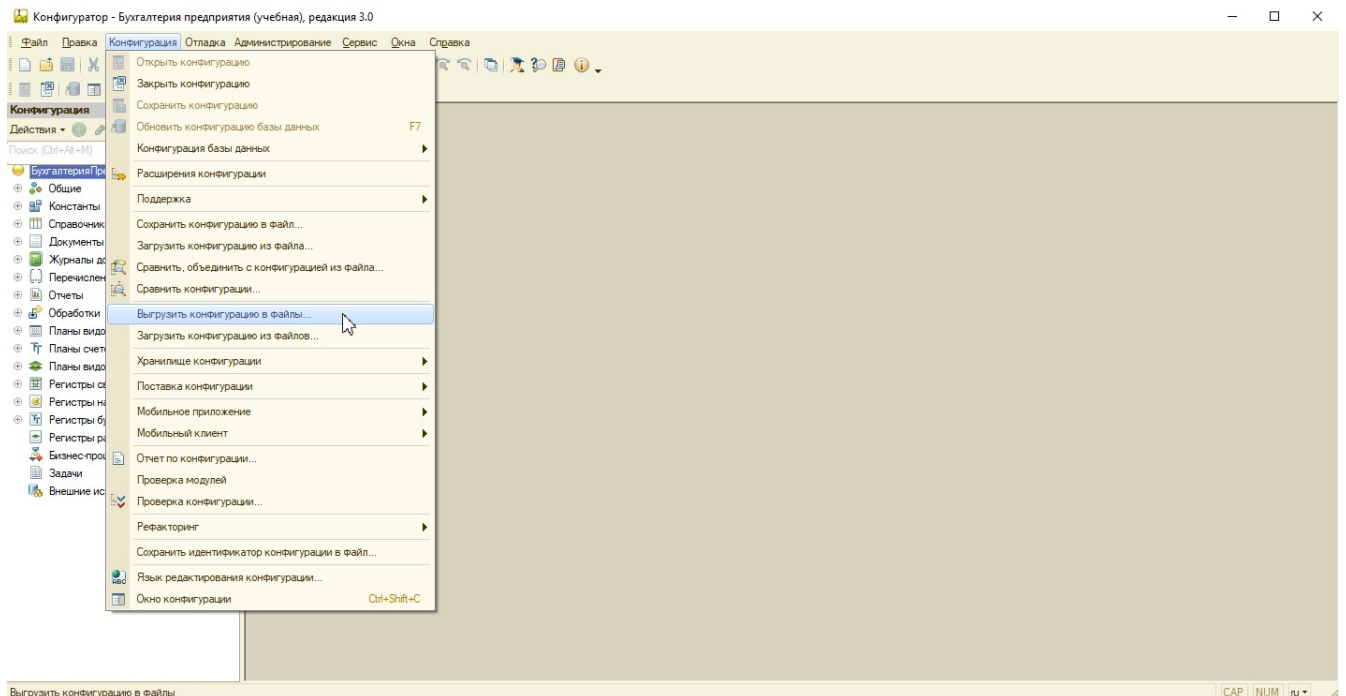 Конфигуратор - Бухгалтерия предприятия (учебная), редакция 3.0
Файл Правка Конфигурация Отладка Администрирование Сервис Окна Справка
Открыть конфигурацию
Закрыть конфигурацию
Конфигурация
Сохранить конфигурацию
Действия
Обновить конфигурацию базы данных F7
Поиск (Ctrl+Alt+M)
Конфигурация базы данных
БухгалтерияПре
Расширения конфигурации
Общие
Поддержка
Константы
Справочник
Сохранить конфигурацию в файл...
Документы
Загрузить конфигурацию из файла...
Журналы до
Сравнить, объединить с конфигурацией из файла...
Перечислен
Сравнить конфигурации...
Отчеты
Обработки
Выгрузить конфигурацию в файлы...
Планы видо
Загрузить конфигурацию из файлов...
Планы счет
Хранилище конфигурации
Планы видо
Регистры св
Поставка конфигурации
Регистры на
Мобильное приложение
Регистры бу
Мобильный клиент
Регистры ра
Бизнес-проц
Отчет по конфигурации...
Задачи
Проверка модулей
Внешние ис
Проверка конфигурации...
Рефакторинг
Сохранить идентификатор конфигурации в файл...
Язык редактирования конфигурации...
Окно конфигурации Ctrl+Shift+C
Выгрузить конфигурацию в файлы
CAP NUM ru